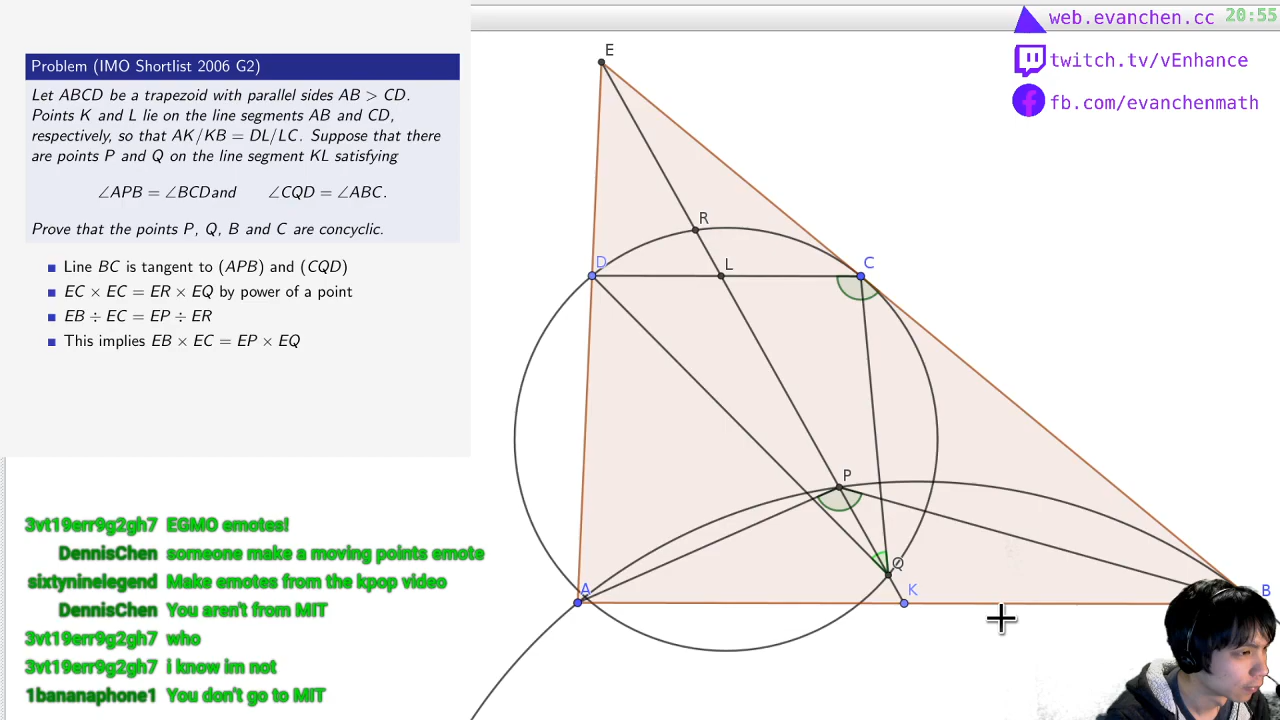 Problem (IMO Shortlist 2006 G2)
Let ABCD be a trapezoid with parallel sides AB > CD.
Points K and L lie on the line segments AB and CD,
respectively, so that AK/KB = DL/LC. Suppose that there
are points P and Q on the line segment KL satisfying
∠APB = ∠BCDand ∠CQD = ∠ABC.
Prove that the points P, Q, B and C are concyclic.
Line BC is tangent to (APB) and (CQD)
EC × EC = ER × EQ by power of a point
EB ÷ EC = EP ÷ ER
This implies EB × EC = EP × EQ
3vt19err9g2gh7 EGMO emotes!
DennisChen someone make a moving points emote
sixtyninelegend Make emotes from the kpop video
DennisChen You aren't from MIT
3vt19err9g2gh7 who
3vt19err9g2gh7 i know im not
1bananaphone1 You don't go to MIT
E
R
D
L
C
P
Q
A
K
B
web.evanchen.cc
20:55
twitch.tv/vEnhance
fb.com/evanchenmath